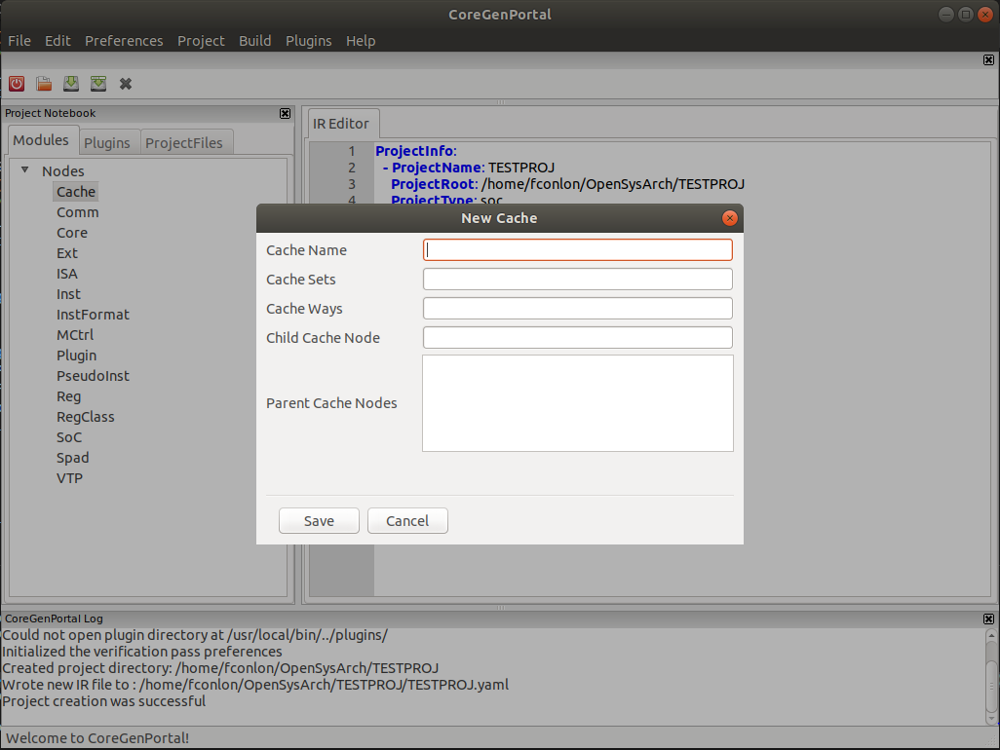 CoreGenPortal
File Edit Preferences Project Build Plugins Help
Project Notebook
Modules Plugins ProjectFiles
Nodes
Cache
Comm
Core
Ext
ISA
Inst
InstFormat
MCtrl
Plugin
PseudoInst
Reg
RegClass
SoC
Spad
VTP
IR Editor
1 ProjectInfo:
2 - ProjectName: TESTPROJ
3 ProjectRoot: /home/fconlon/OpenSysArch/TESTPROJ
4 ProjectType: soc
New Cache
Cache Name
Cache Sets
Cache Ways
Child Cache Node
Parent Cache Nodes
Save Cancel
CoreGenPortal Log
Could not open plugin directory at /usr/local/bin/../plugins/
Initialized the verification pass preferences
Created project directory: /home/fconlon/OpenSysArch/TESTPROJ
Wrote new IR file to : /home/fconlon/OpenSysArch/TESTPROJ/TESTPROJ.yaml
Project creation was successful
Welcome to CoreGenPortal!